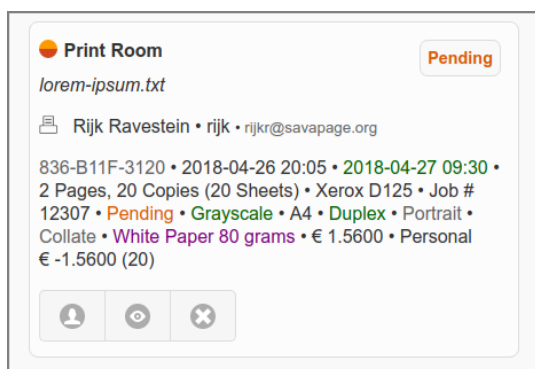 Print Room
Pending
lorem-ipsum.txt
Rijk Ravestein • rijk • rijkr@savapage.org
836-B11F-3120 • 2018-04-26 20:05 • 2018-04-27 09:30 •
2 Pages, 20 Copies (20 Sheets) • Xerox D125 • Job #
12307 • Pending • Grayscale • A4 • Duplex • Portrait •
Collate • White Paper 80 grams • € 1.5600 • Personal
€ -1.5600 (20)